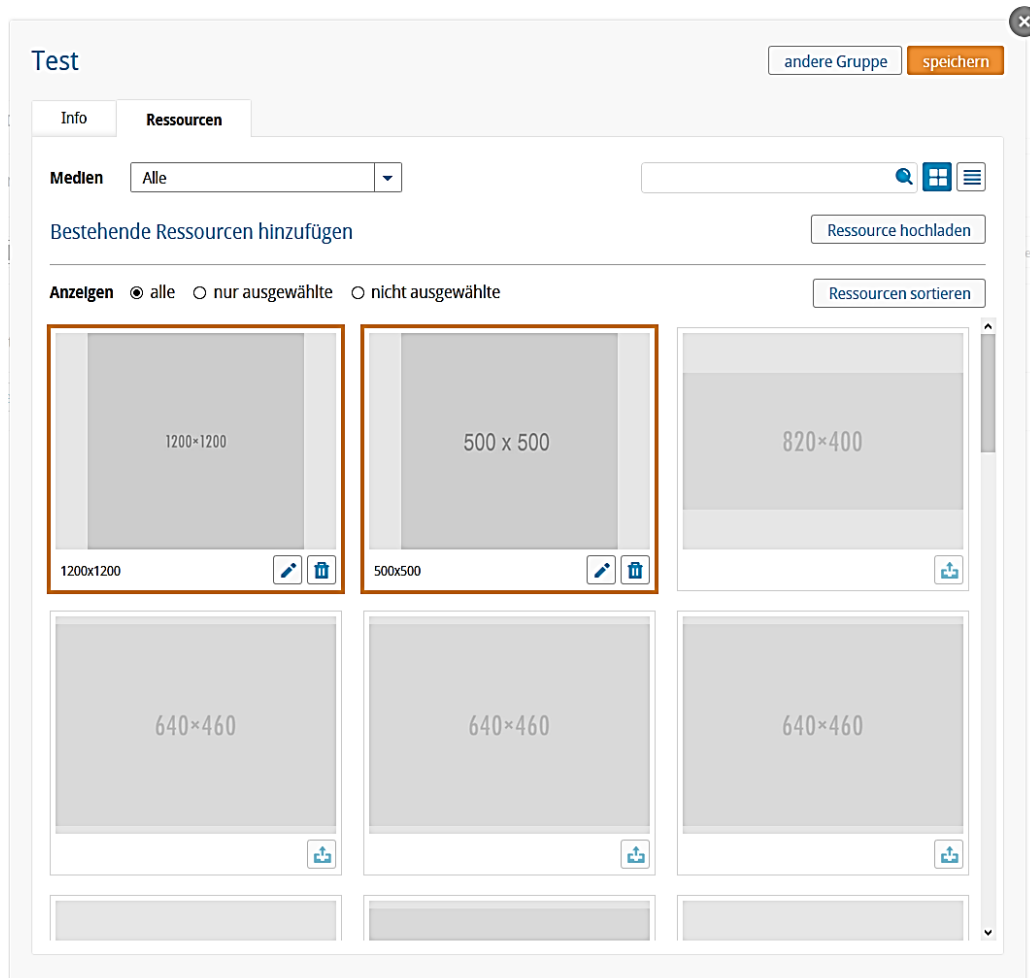 Test
andere Gruppe
speichern
Info
Ressourcen
Medien
Alle
Bestehende Ressourcen hinzufügen
Ressource hochladen
Anzeigen alle nur ausgewählte nicht ausgewählte
Ressourcen sortieren
1200×1200
500 x 500
820×400
1200x1200
500x500
640×460
640×460
640×460